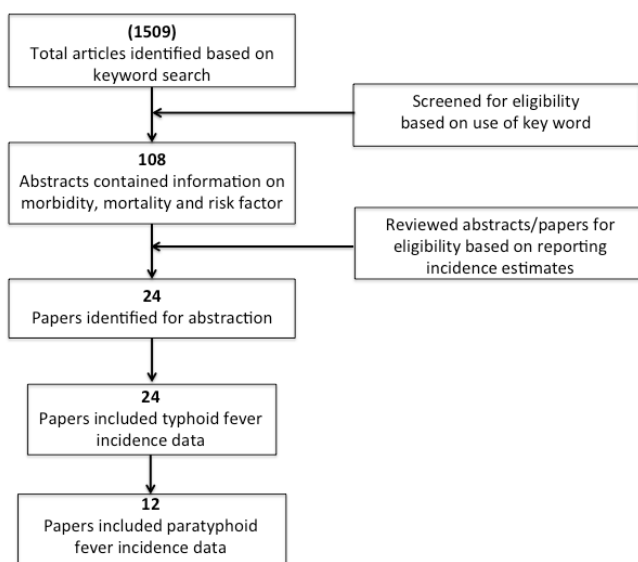 (1509)
Total articles identified based on
keyword search
Screened for eligibility
based on use of key word
108
Abstracts contained information on
morbidity, mortality and risk factor
Reviewed abstracts/papers for
eligibility based on reporting
incidence estimates
24
Papers identified for abstraction
24
Papers included typhoid fever
incidence data
12
Papers included paratyphoid
fever incidence data